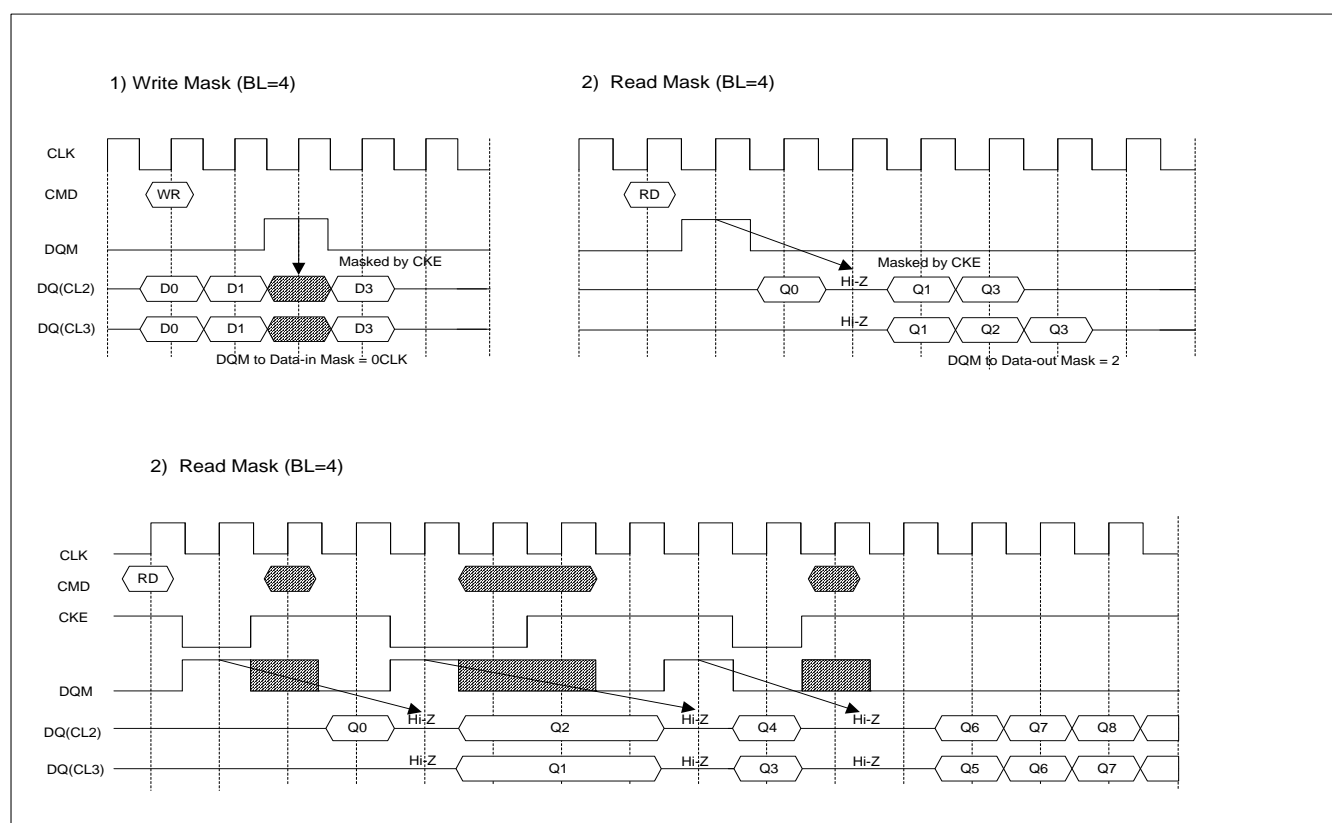 1) Write Mask (BL=4)
CLK
CMD WR
DQM
Masked by CKE
DQ(CL2) D0 D1 D3
DQ(CL3) D0 D1 D3
DQM to Data-in Mask = 0CLK
2) Read Mask (BL=4)
RD
Masked by CKE
Hi-Z
Q0 Q1 Q3
Hi-Z Q1 Q2 Q3
DQM to Data-out Mask = 2
2) Read Mask (BL=4)
CLK
CMD RD
CKE
DQM
Hi-Z Hi-Z Hi-Z
DQ(CL2) Q0 Q2 Q4 Q6 Q7 Q8
Hi-Z Hi-Z Hi-Z
DQ(CL3) Q1 Q3 Q5 Q6 Q7